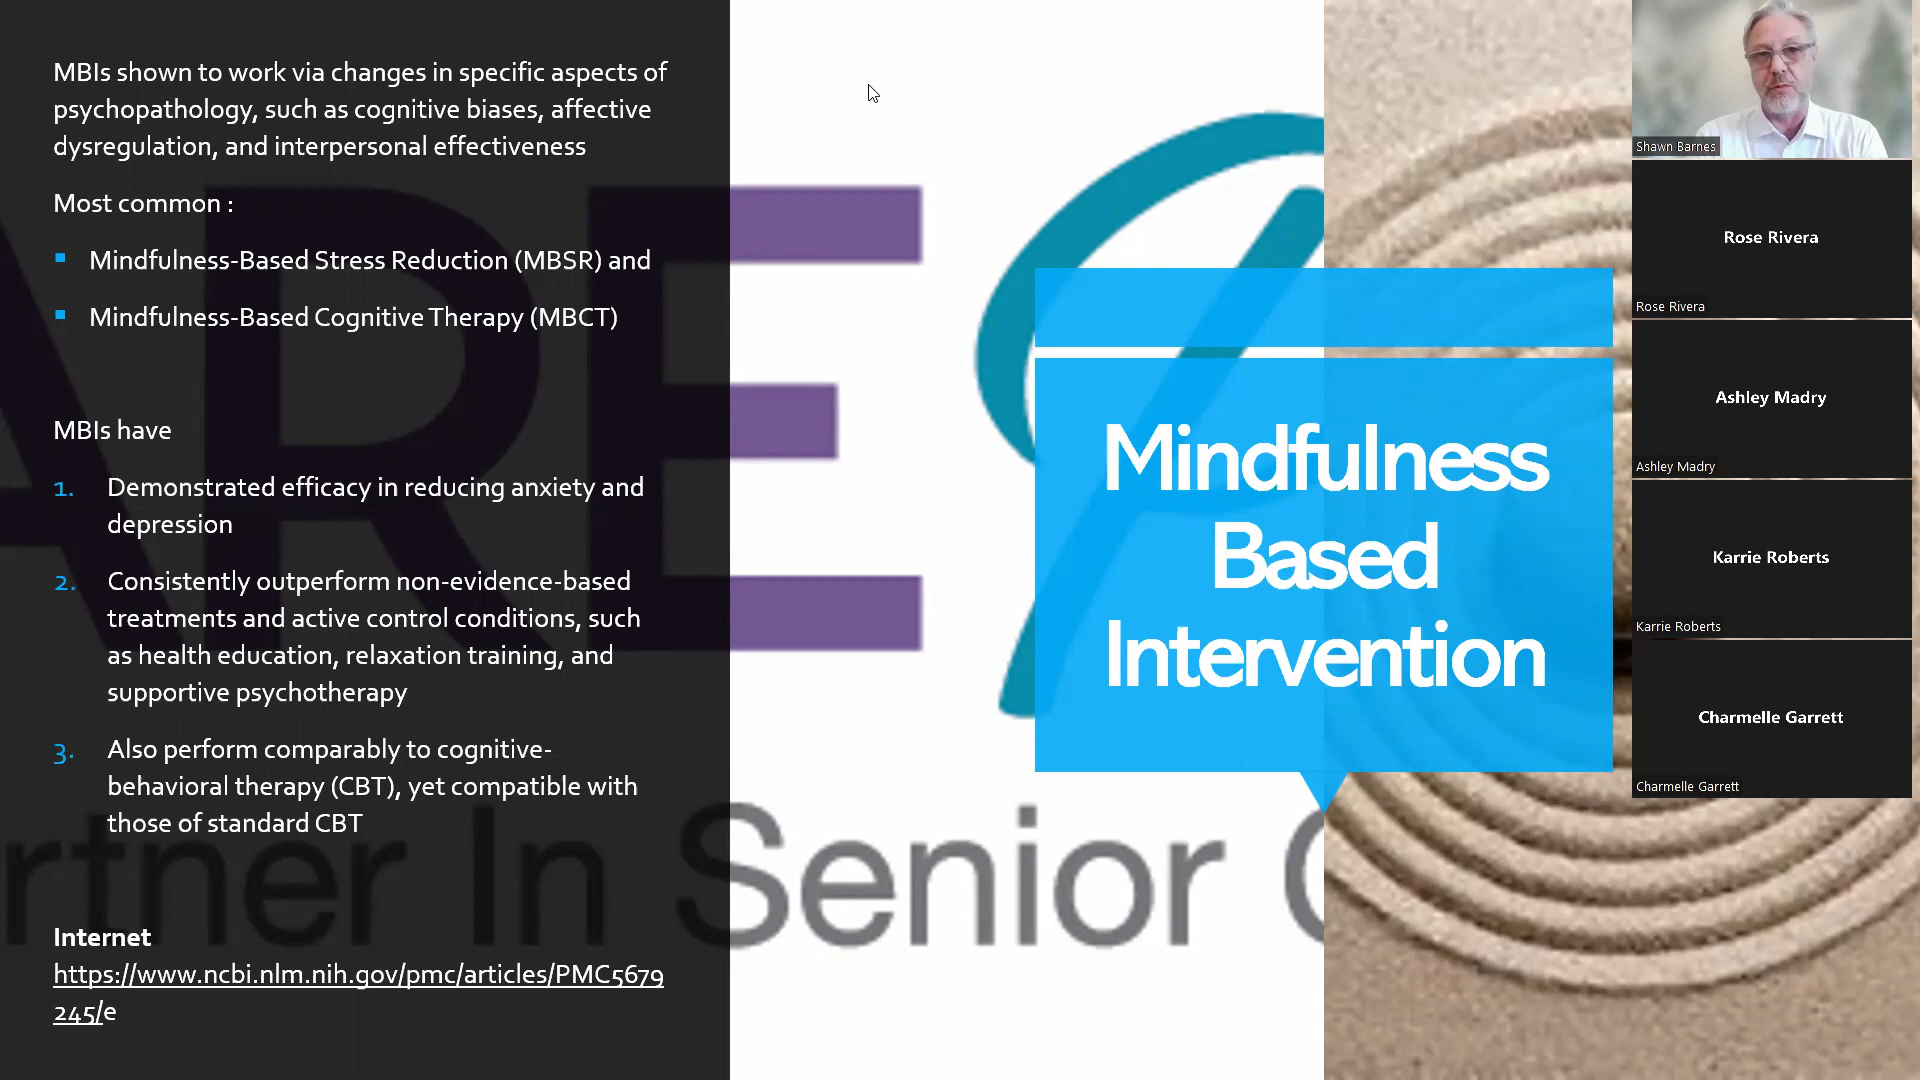 MBIs shown to work via changes in specific aspects of
psychopathology, such as cognitive biases, affective
dysregulation, and interpersonal effectiveness
Most common :
Mindfulness-Based Stress Reduction (MBSR) and
Mindfulness-Based Cognitive Therapy (MBCT)
MBIs have
1. Demonstrated efficacy in reducing anxiety and
depression
2. Consistently outperform non-evidence-based
treatments and active control conditions, such
as health education, relaxation training, and
supportive psychotherapy
3. Also perform comparably to cognitive-
behavioral therapy (CBT), yet compatible with
those of standard CBT
Internet
https://www.ncbi.nlm.nih.gov/pmc/articles/PMC5679
245/e
ARE
rtner In Senior C
Mindfulness
Based
Intervention
Shawn Barnes
Rose Rivera
Rose Rivera
Ashley Madry
Ashley Madry
Karrie Roberts
Karrie Roberts
Charmelle Garrett
Charmelle Garrett